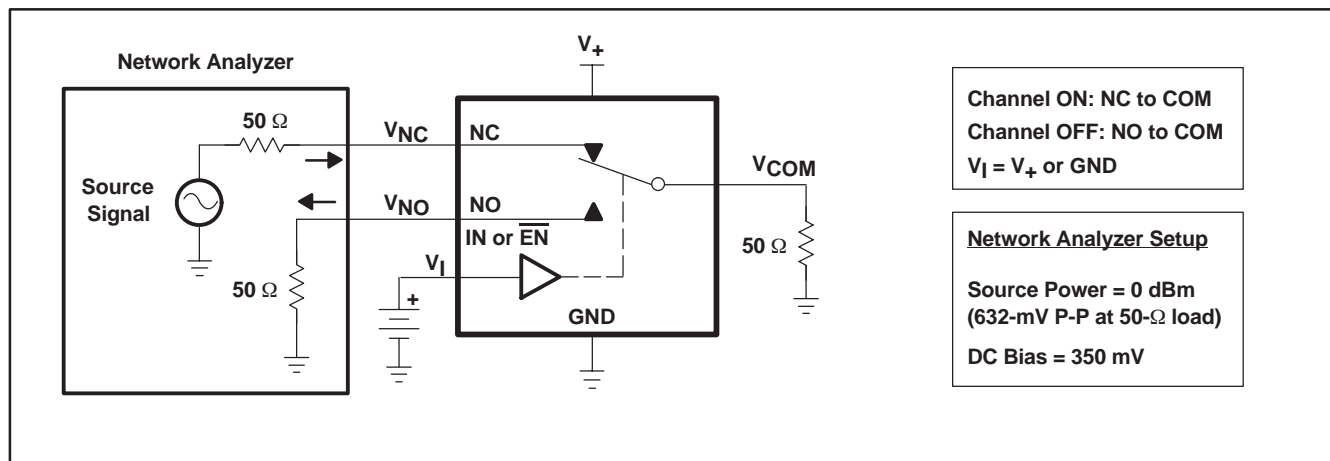 Network Analyzer
50 Ω
Source
Signal
50 Ω
V+
VNC
NC
VNO
NO
IN or E̅N̅
VI
+
GND
VCOM
50 Ω
Channel ON: NC to COM
Channel OFF: NO to COM
VI = V+ or GND
Network Analyzer Setup
Source Power = 0 dBm
(632-mV P-P at 50-Ω load)
DC Bias = 350 mV